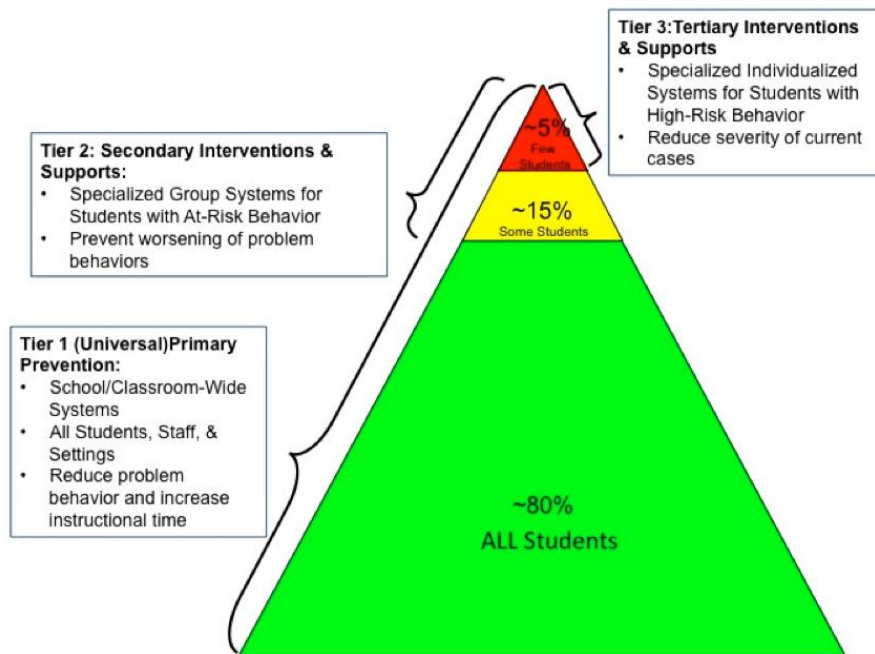 Tier 3:Tertiary Interventions
& Supports
• Specialized Individualized
Systems for Students with
High-Risk Behavior
• Reduce severity of current
cases
~5%
Few
Students
Tier 2: Secondary Interventions &
Supports:
• Specialized Group Systems for
Students with At-Risk Behavior
• Prevent worsening of problem
behaviors
~15%
Some Students
Tier 1 (Universal)Primary
Prevention:
• School/Classroom-Wide
Systems
• All Students, Staff, &
Settings
• Reduce problem
behavior and increase
instructional time
~80%
ALL Students